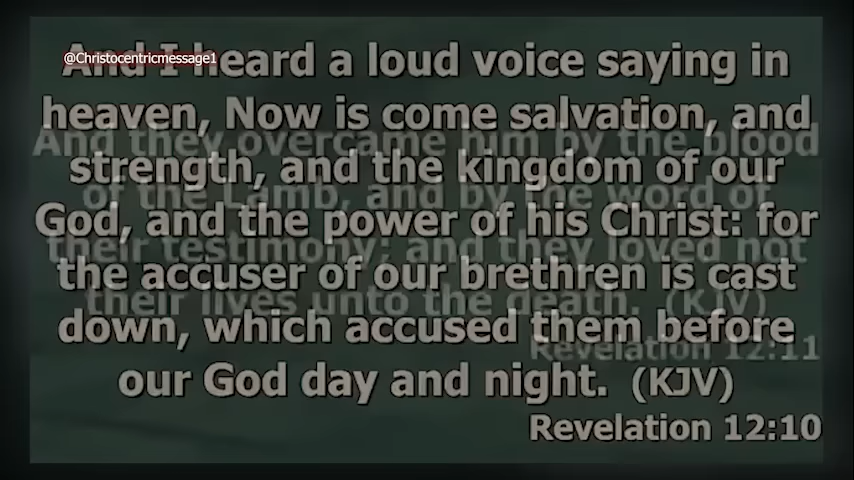 @Christocentricmessage1
And I heard a loud voice saying in
heaven, Now is come salvation, and
strength, and the kingdom of our
God, and the power of his Christ: for
the accuser of our brethren is cast
down, which accused them before
our God day and night. (KJV)
Revelation 12:10
And they overcame him by the blood
of the Lamb, and by the word of
their testimony; and they loved not
their lives unto the death. (KJV)
Revelation 12:11